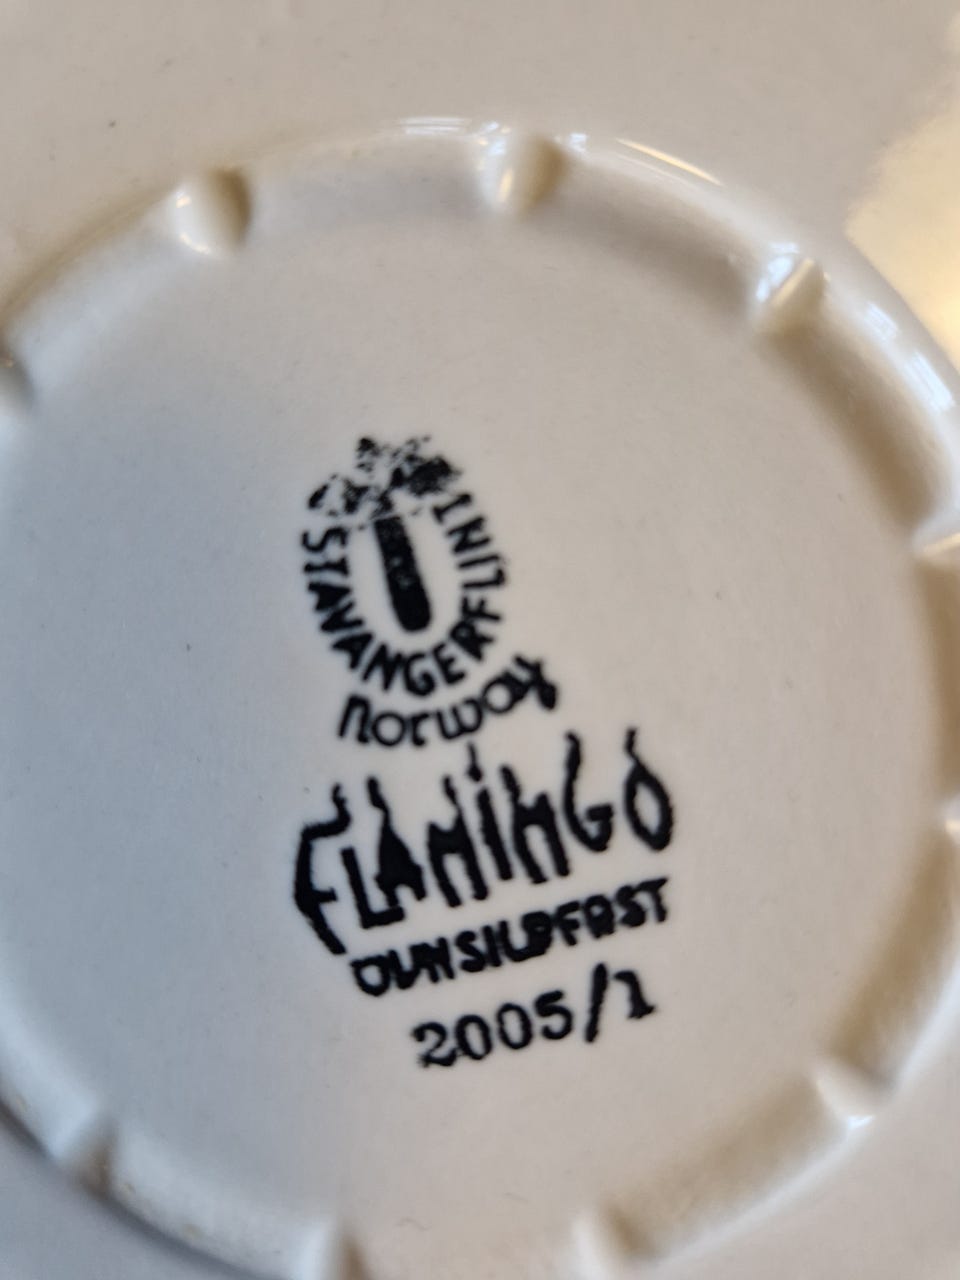 STAVANGERFLINT
Norway
FLAMINGO
OVNSILDFAST
2005/1